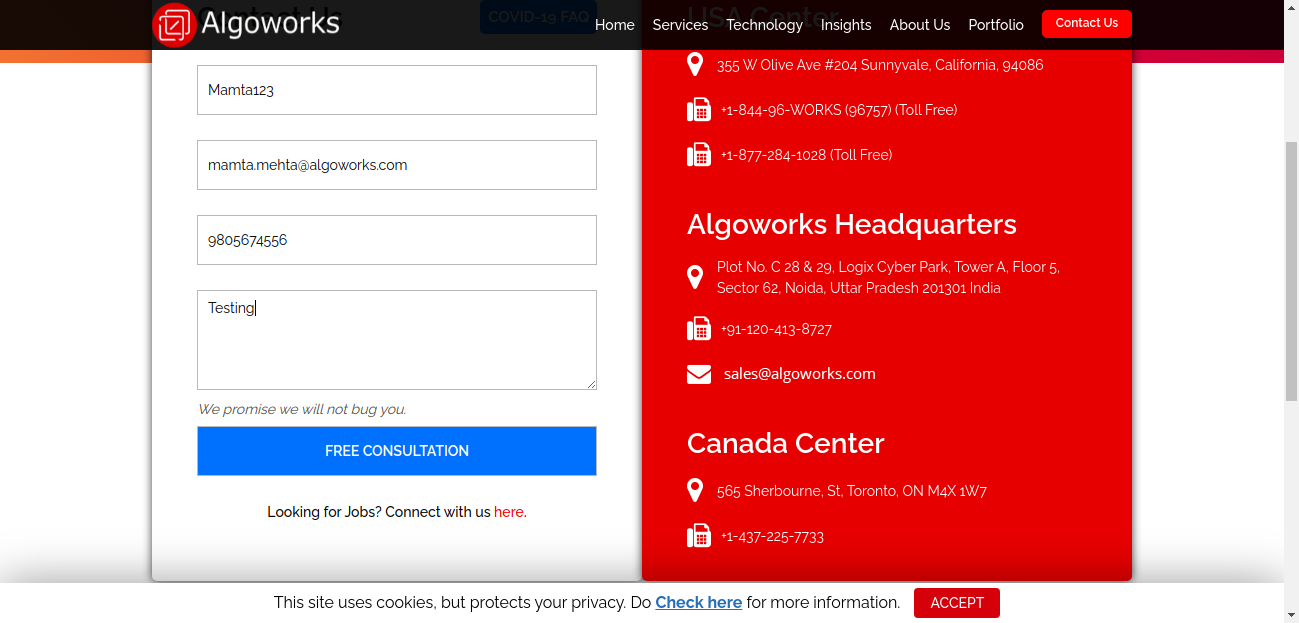 Algoworks
Contact Us
COVID-19 FAQ
Home
Services
Technology
Insights
About Us
Portfolio
Contact Us
Mamta123
mamta.mehta@algoworks.com
9805674556
Testing
We promise we will not bug you.
FREE CONSULTATION
Looking for Jobs? Connect with us here.
USA Center
355 W Olive Ave #204 Sunnyvale, California, 94086
+1-844-96-WORKS (96757) (Toll Free)
+1-877-284-1028 (Toll Free)
Algoworks Headquarters
Plot No. C 28 & 29, Logix Cyber Park, Tower A, Floor 5,
Sector 62, Noida, Uttar Pradesh 201301 India
+91-120-413-8727
sales@algoworks.com
Canada Center
565 Sherbourne, St, Toronto, ON M4X 1W7
+1-437-225-7733
This site uses cookies, but protects your privacy. Do Check here for more information.
ACCEPT